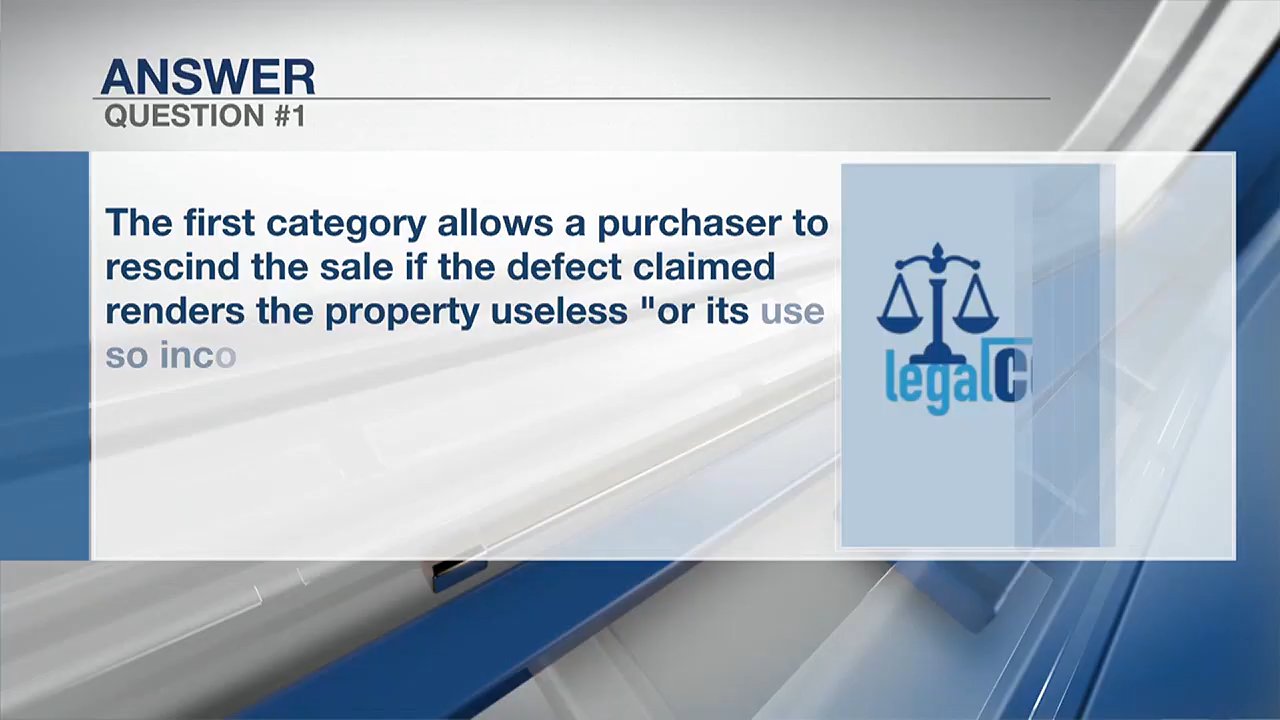 ANSWER
QUESTION #1
The first category allows a purchaser to
rescind the sale if the defect claimed
renders the property useless "or its use
so inco
legalC